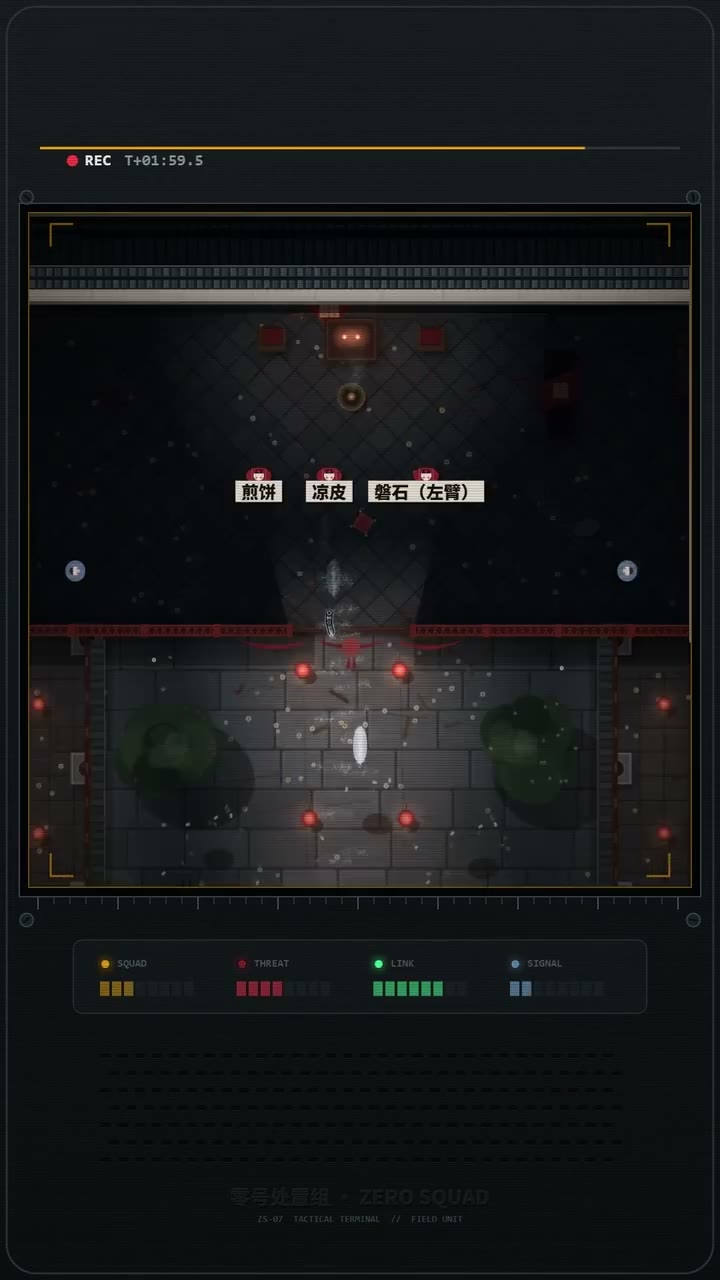 REC T+01:59.5
煎饼 凉皮 磐石（左臂）
SQUAD THREAT LINK SIGNAL
零号处置组 · ZERO SQUAD
ZS-07 TACTICAL TERMINAL // FIELD UNIT